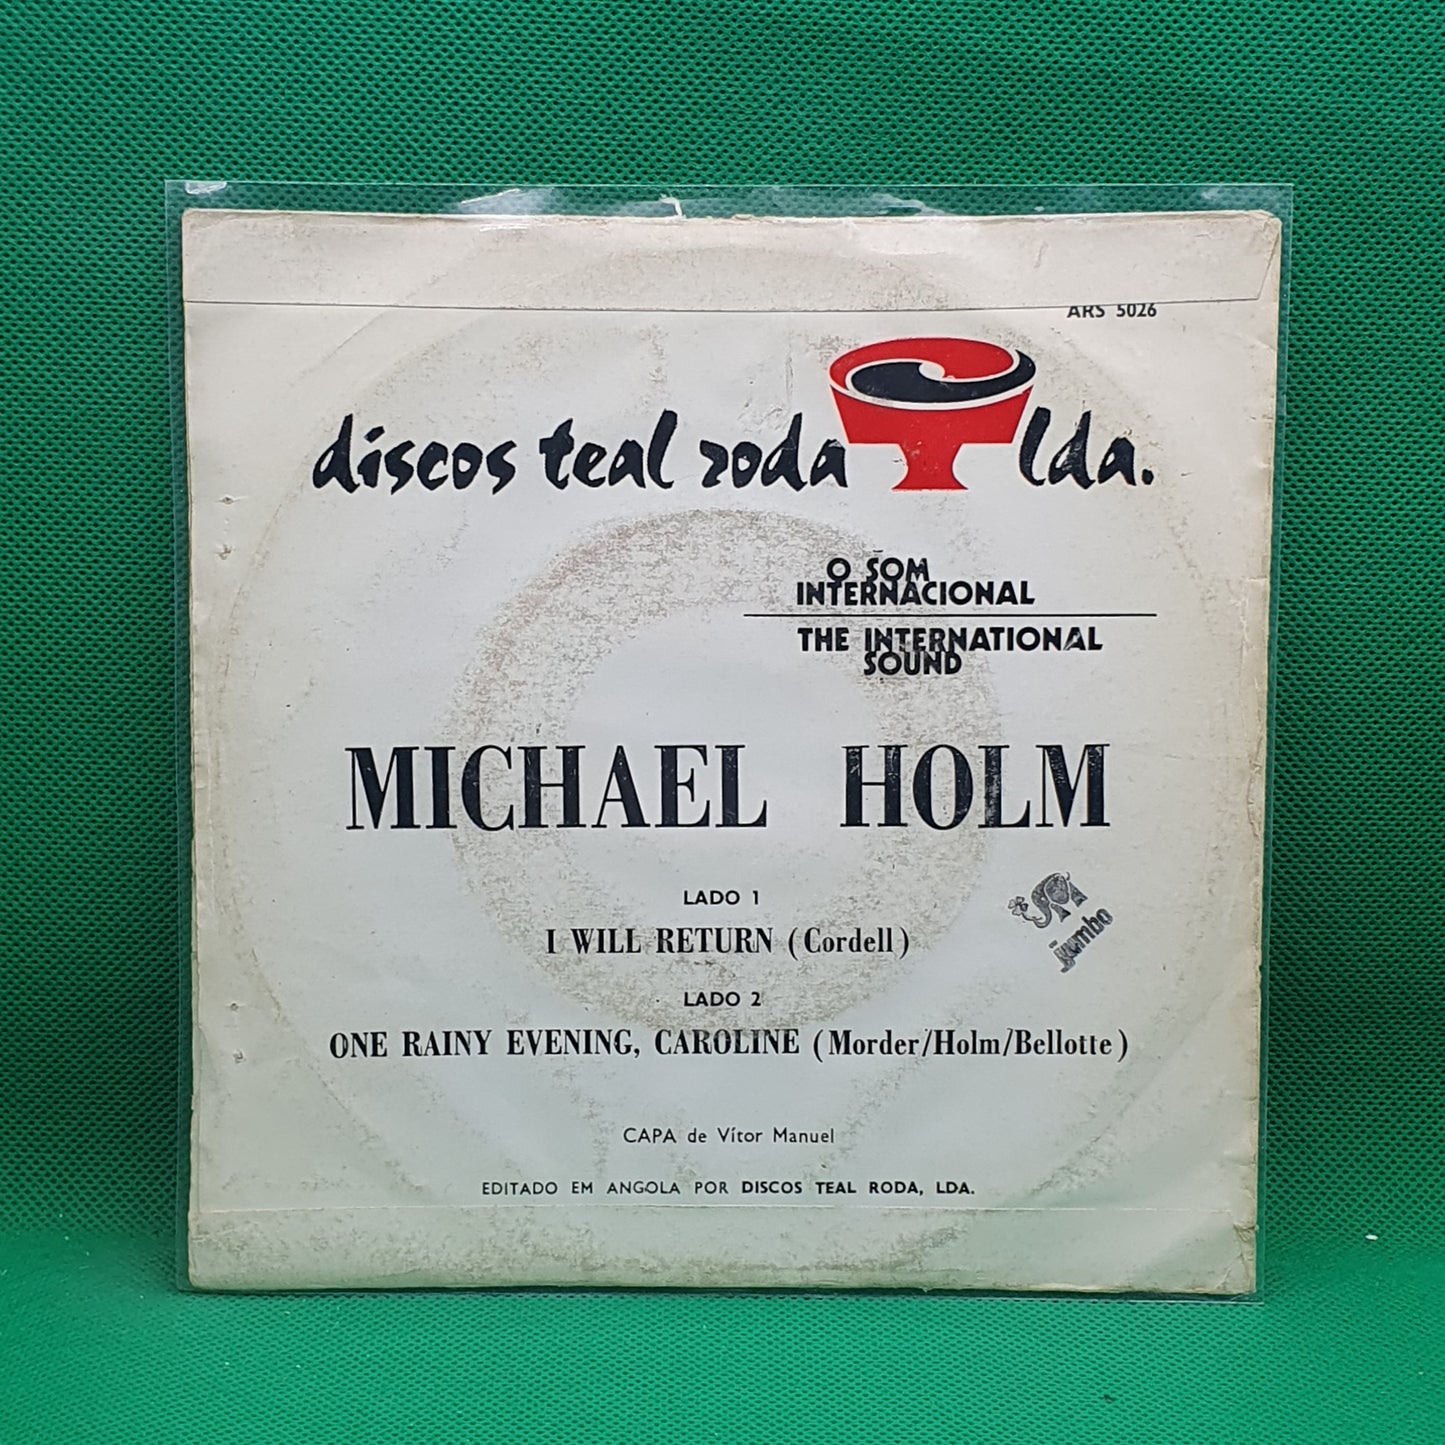 ARS 5026
discos teal roda lda.
O SOM
INTERNACIONAL
THE INTERNATIONAL
SOUND
MICHAEL HOLM
LADO 1
I WILL RETURN (Cordell)
jumbo
LADO 2
ONE RAINY EVENING, CAROLINE (Morder/Holm/Bellotte)
CAPA de Vítor Manuel
EDITADO EM ANGOLA POR DISCOS TEAL RODA, LDA.